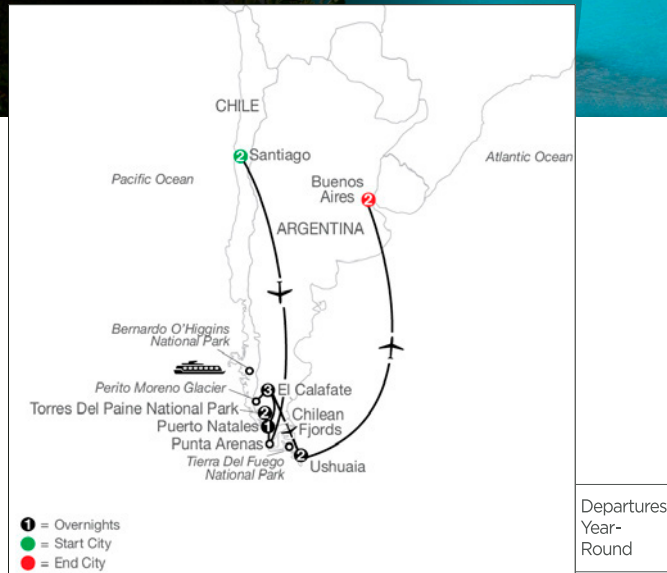 CHILE
2 Santiago
Pacific Ocean
Atlantic Ocean
Buenos
Aires 2
ARGENTINA
Bernardo O'Higgins
National Park
Perito Moreno Glacier
3 El Calafate
Torres Del Paine National Park 2
Chilean
Fjords
Puerto Natales 1
Punta Arenas
Tierra Del Fuego
National Park
2 Ushuaia
1 = Overnights
= Start City
= End City
Departures
Year-
Round